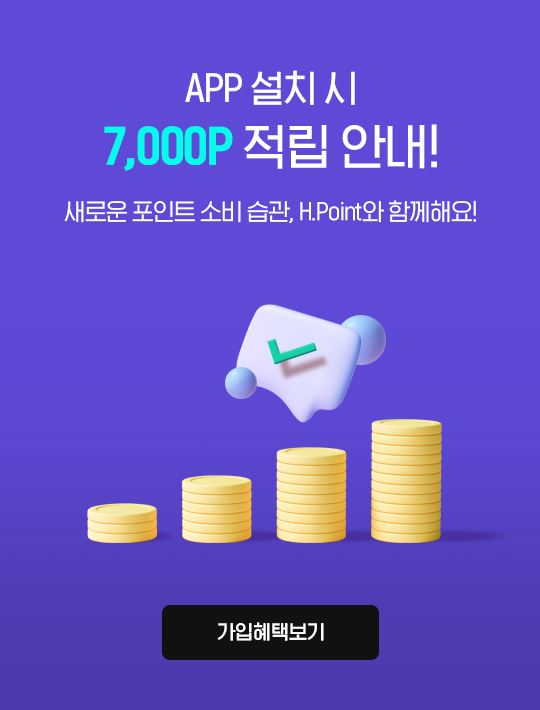 APP 설치 시
7,000P 적립 안내!
새로운 포인트 소비 습관, H.Point와 함께해요!
가입혜택보기